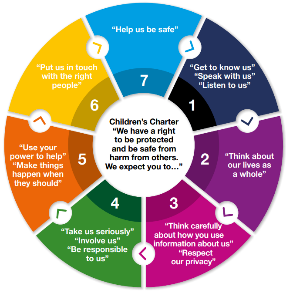 "Help us be safe"
7
"Get to know us"
"Speak with us"
"Listen to us"
1
"Think about
our lives as
a whole"
2
"Think carefully
about how you use
information about us"
"Respect
our privacy"
3
"Take us seriously"
"Involve us"
"Be responsible
to us"
4
"Use your
power to help"
"Make things
happen when
they should"
5
"Put us in touch
with the right
people"
6
Children's Charter
"We have a right
to be protected
and be safe from
harm from others.
We expect you to..."